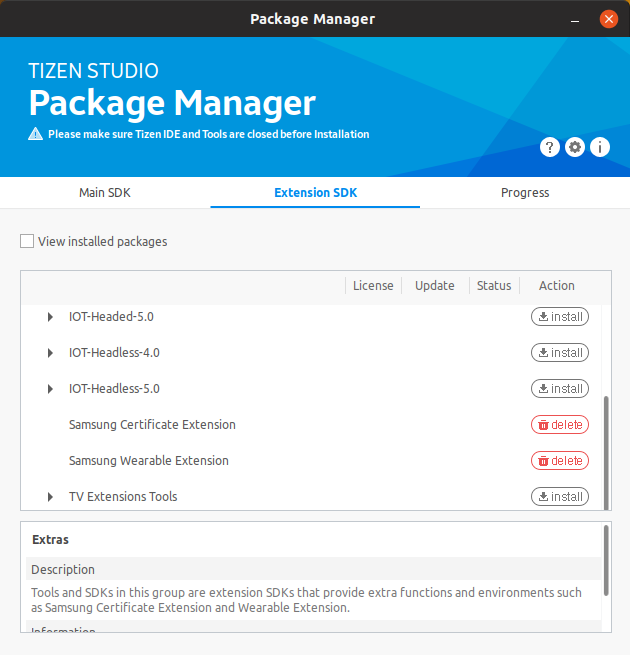 Package Manager
TIZEN STUDIO
Package Manager
Please make sure Tizen IDE and Tools are closed before Installation
? i
Main SDK Extension SDK Progress
View installed packages
License Update Status Action
IOT-Headed-5.0 install
IOT-Headless-4.0 install
IOT-Headless-5.0 install
Samsung Certificate Extension delete
Samsung Wearable Extension delete
TV Extensions Tools install
Extras
Description
Tools and SDKs in this group are extension SDKs that provide extra functions and environments such
as Samsung Certificate Extension and Wearable Extension.
Information